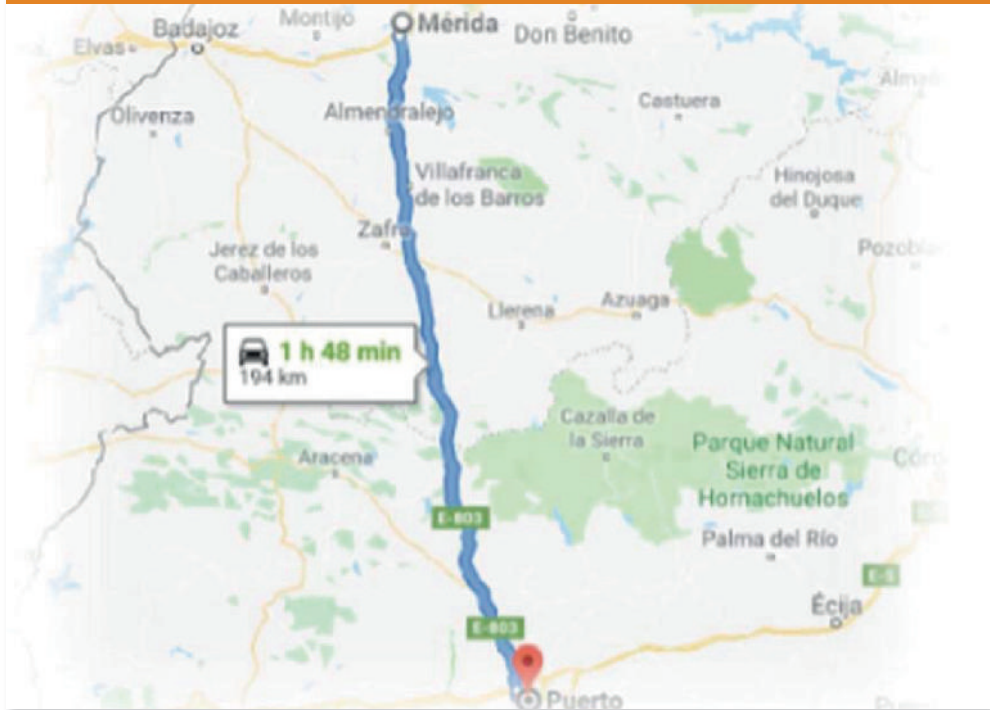 Mérida
Montijo
Badajoz
Don Benito
Elvas
Castuera
Olivenza
Almendralejo
Villafranca
de los Barros
Hinojosa
del Duque
Zafra
Jerez de los
Caballeros
Llerena
Azuaga
1 h 48 min
194 km
Cazalla de
la Sierra
Parque Natural
Sierra de
Hornachuelos
Aracena
E-803
Palma del Río
E-5
Écija
E-803
Puerto